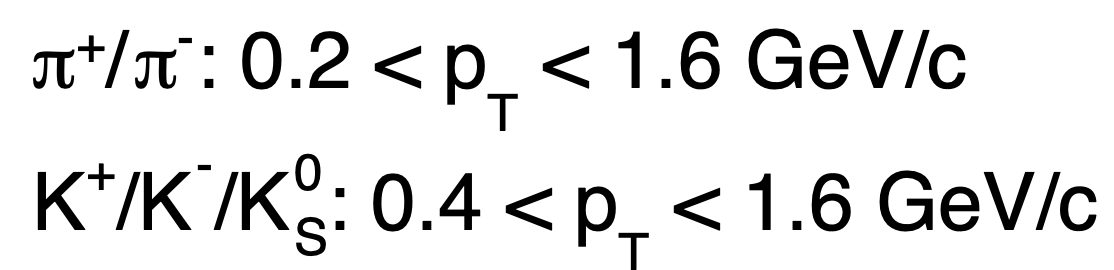 π⁺/π⁻: 0.2 < p_T < 1.6 GeV/c
K⁺/K⁻/K⁰_S: 0.4 < p_T < 1.6 GeV/c